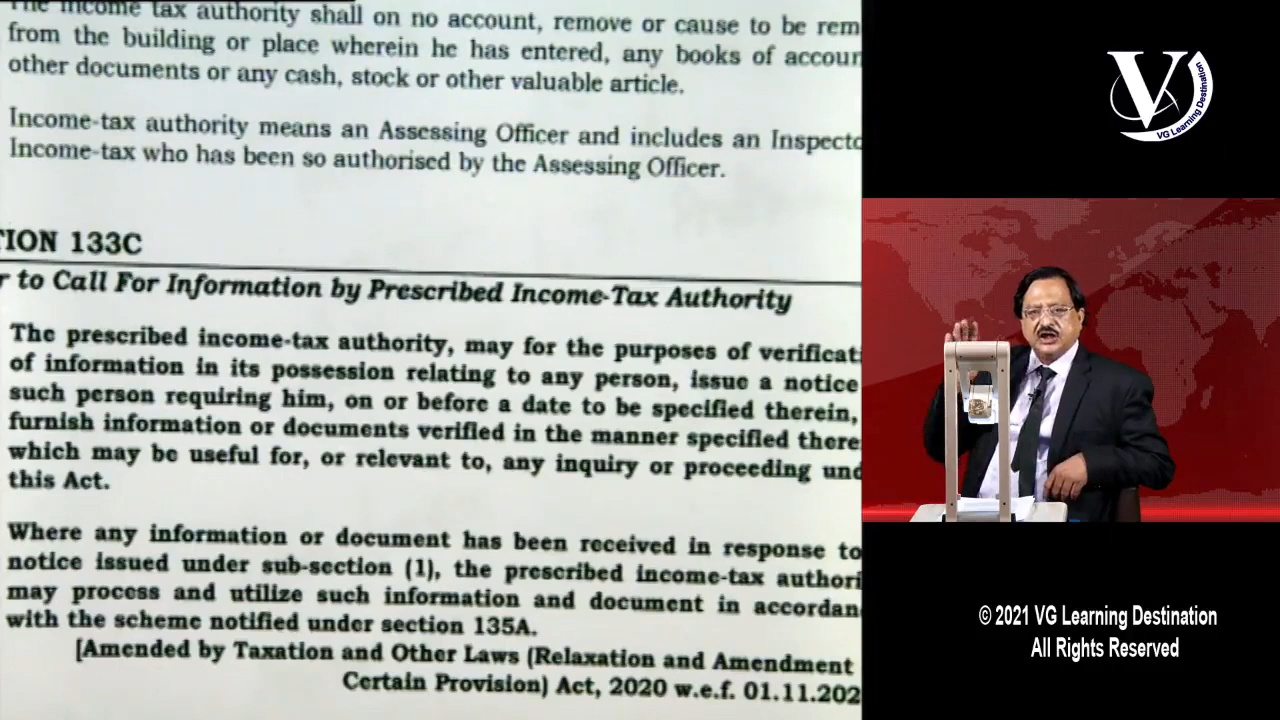 The income tax authority shall on no account, remove or cause to be rem
from the building or place wherein he has entered, any books of accoun
other documents or any cash, stock or other valuable article.
Income-tax authority means an Assessing Officer and includes an Inspecto
Income-tax who has been so authorised by the Assessing Officer.
TION 133C
r to Call For Information by Prescribed Income-Tax Authority
The prescribed income-tax authority, may for the purposes of verificati
of information in its possession relating to any person, issue a notice
such person requiring him, on or before a date to be specified therein,
furnish information or documents verified in the manner specified there
which may be useful for, or relevant to, any inquiry or proceeding und
this Act.
Where any information or document has been received in response to
notice issued under sub-section (1), the prescribed income-tax authori
may process and utilize such information and document in accordan
with the scheme notified under section 135A.
[Amended by Taxation and Other Laws (Relaxation and Amendment
Certain Provision) Act, 2020 w.e.f. 01.11.202
V
VG Learning Destination
© 2021 VG Learning Destination
All Rights Reserved